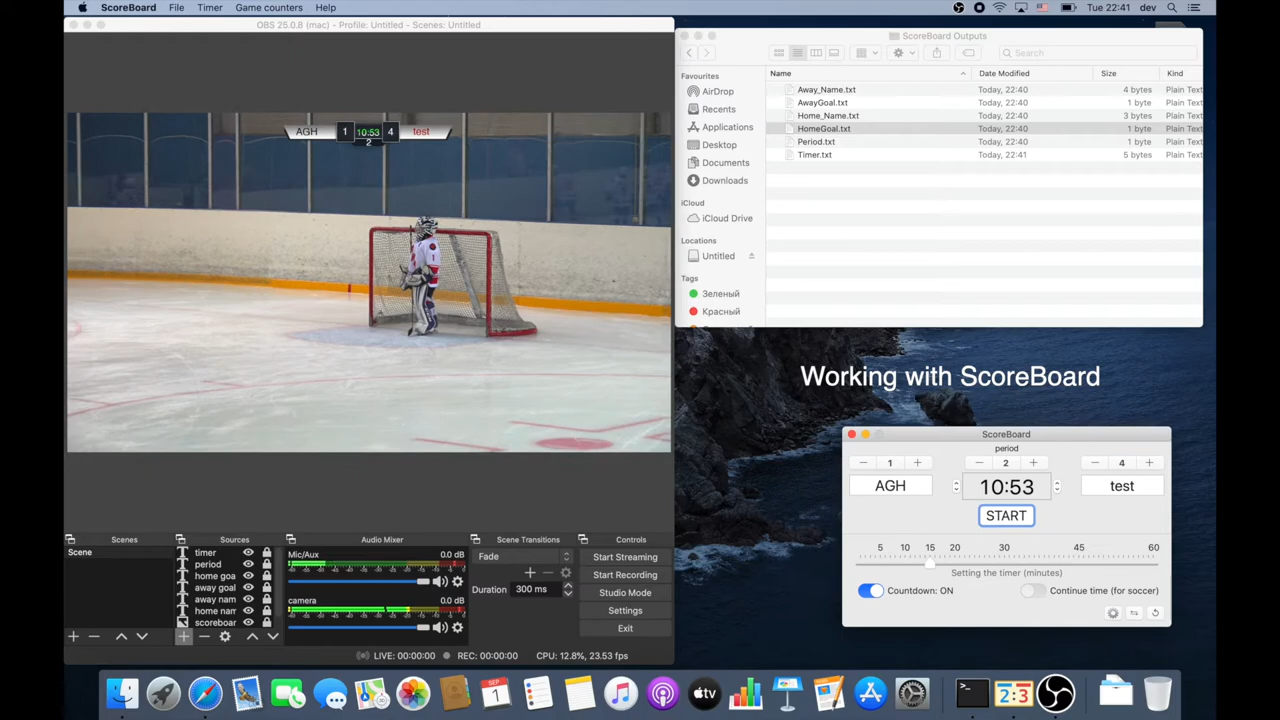 ScoreBoard File Timer Game counters Help
Tue 22:41 dev
OBS 25.0.8 (mac) - Profile: Untitled - Scenes: Untitled
AGH 1 10:53 4 test
2
ScoreBoard Outputs
Search
Favourites
AirDrop
Recents
Applications
Desktop
Documents
Downloads
iCloud
iCloud Drive
Locations
Untitled
Tags
Зеленый
Красный
Name Date Modified Size Kind
Away_Name.txt Today, 22:40 4 bytes Plain Text
AwayGoal.txt Today, 22:40 1 byte Plain Text
Home_Name.txt Today, 22:40 3 bytes Plain Text
HomeGoal.txt Today, 22:40 1 byte Plain Text
Period.txt Today, 22:40 1 byte Plain Text
Timer.txt Today, 22:41 5 bytes Plain Text
Working with ScoreBoard
ScoreBoard
period
− 1 + − 2 + − 4 +
AGH 10:53 test
START
5 10 15 20 30 45 60
Setting the timer (minutes)
Countdown: ON Continue time (for soccer)
Scenes
Scene
Sources
timer
period
home goa
away goal
away nam
home nam
scoreboar
Audio Mixer
Mic/Aux 0.0 dB
camera 0.0 dB
Scene Transitions
Fade
Duration 300 ms
Controls
Start Streaming
Start Recording
Studio Mode
Settings
Exit
LIVE: 00:00:00 REC: 00:00:00 CPU: 12.8%, 23.53 fps
SEP
1
tv
2:3